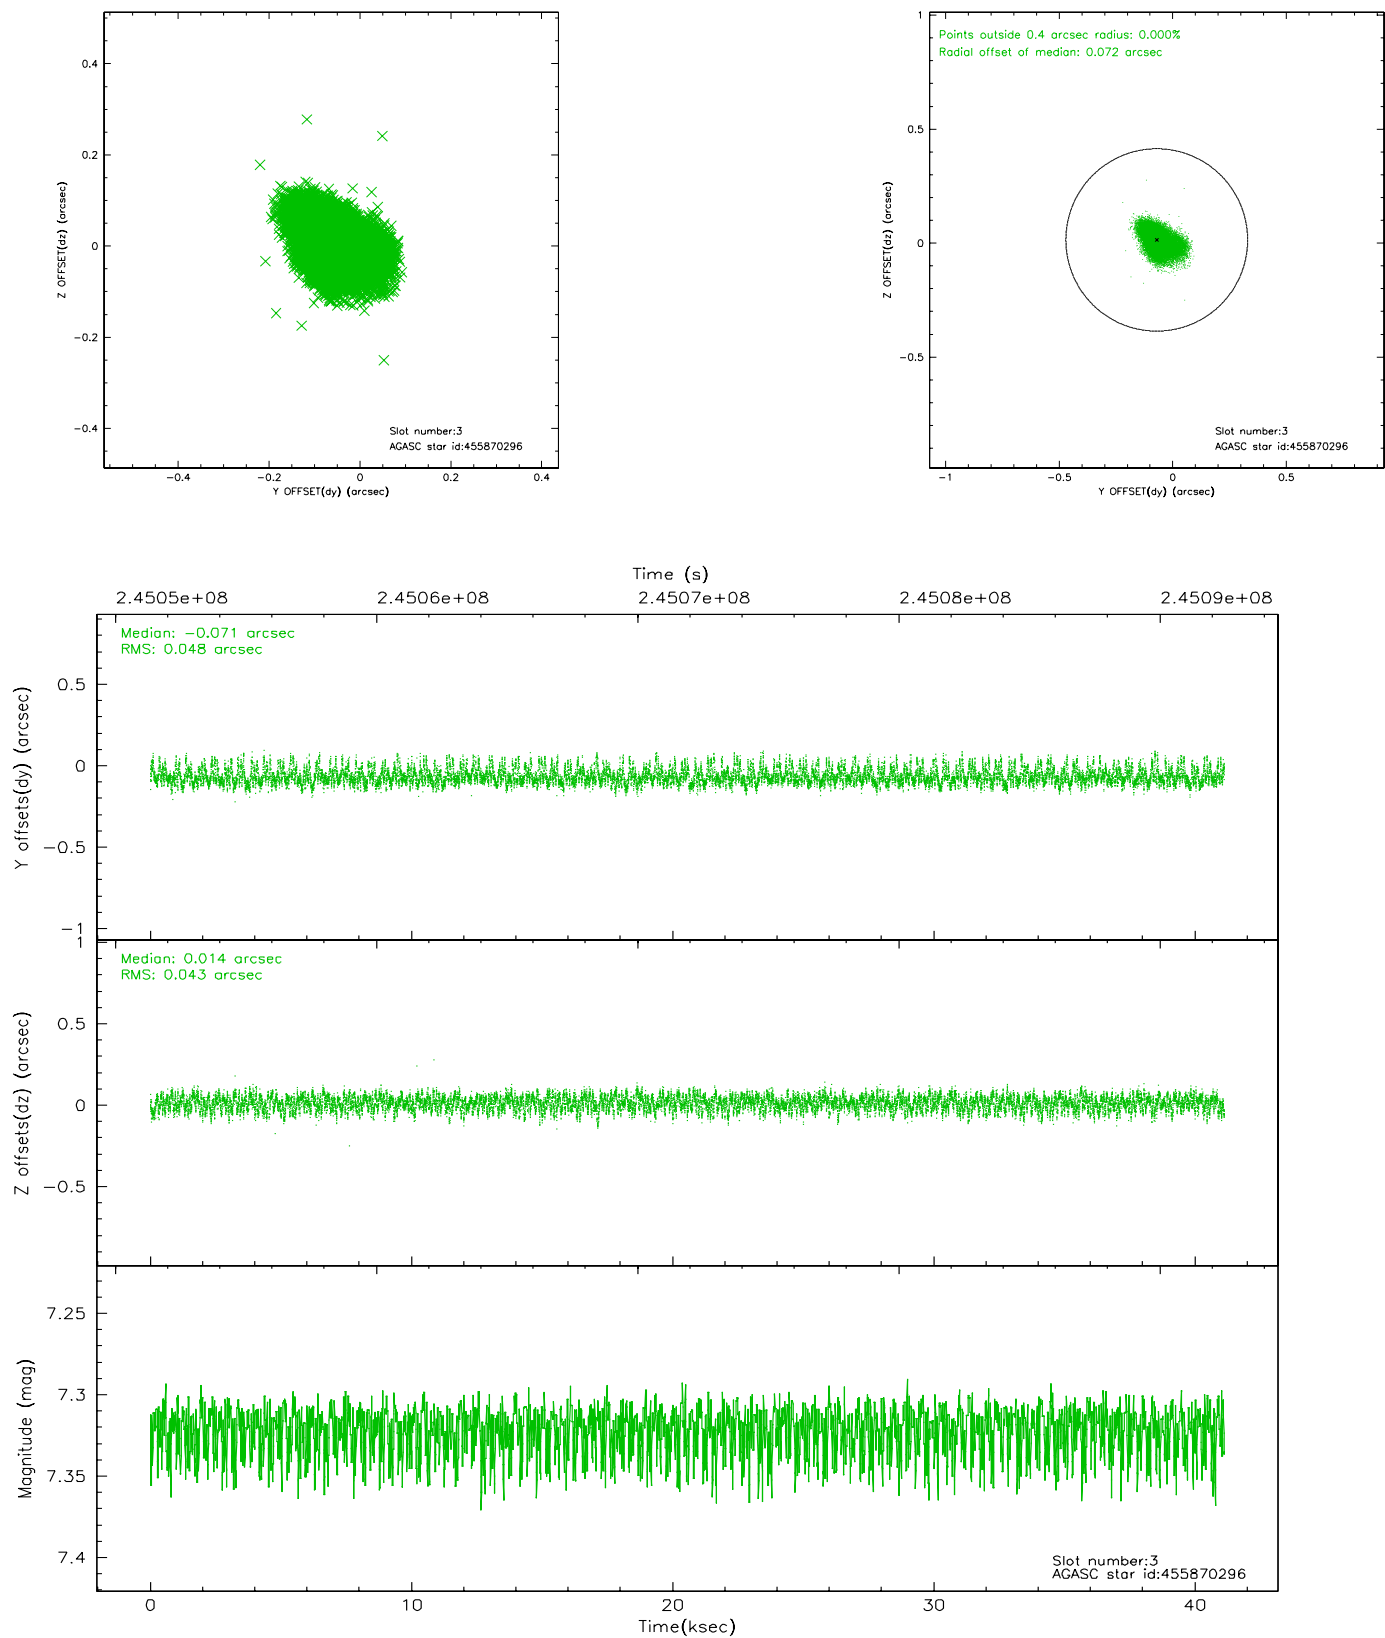 0.4
0.2
0
−0.2
−0.4
Z OFFSET(dz) (arcsec)
Slot number:3
AGASC star id:455870296
−0.4 −0.2 0 0.2 0.4
Y OFFSET(dy) (arcsec)
Points outside 0.4 arcsec radius: 0.000%
Radial offset of median: 0.072 arcsec
1
0.5
0
−0.5
Z OFFSET(dz) (arcsec)
Slot number:3
AGASC star id:455870296
−1 −0.5 0 0.5
Y OFFSET(dy) (arcsec)
Time (s)
2.4505e+08 2.4506e+08 2.4507e+08 2.4508e+08 2.4509e+08
Median: −0.071 arcsec
RMS: 0.048 arcsec
0.5
0
−0.5
−1
Y offsets(dy) (arcsec)
1
Median: 0.014 arcsec
RMS: 0.043 arcsec
0.5
0
−0.5
Z offsets(dz) (arcsec)
7.25
7.3
7.35
7.4
Magnitude (mag)
Slot number:3
AGASC star id:455870296
0 10 20 30 40
Time(ksec)